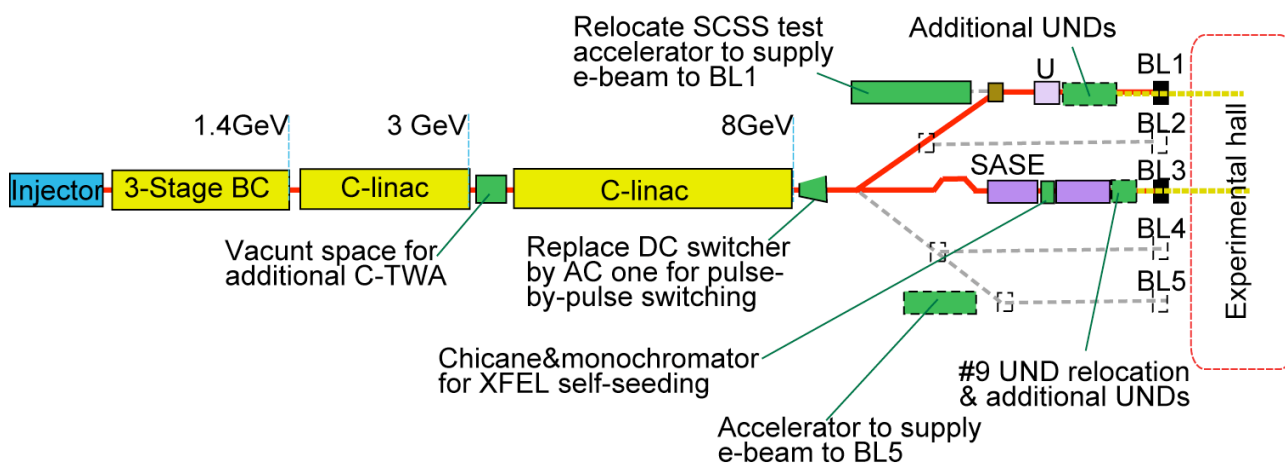 Relocate SCSS test
accelerator to supply
e-beam to BL1
Additional UNDs
U
BL1
1.4GeV
3 GeV
8GeV
BL2
Injector
3-Stage BC
C-linac
C-linac
SASE
BL3
Experimental hall
Vacunt space for
additional C-TWA
Replace DC switcher
by AC one for pulse-
by-pulse switching
BL4
BL5
Chicane&monochromator
for XFEL self-seeding
#9 UND relocation
& additional UNDs
Accelerator to supply
e-beam to BL5